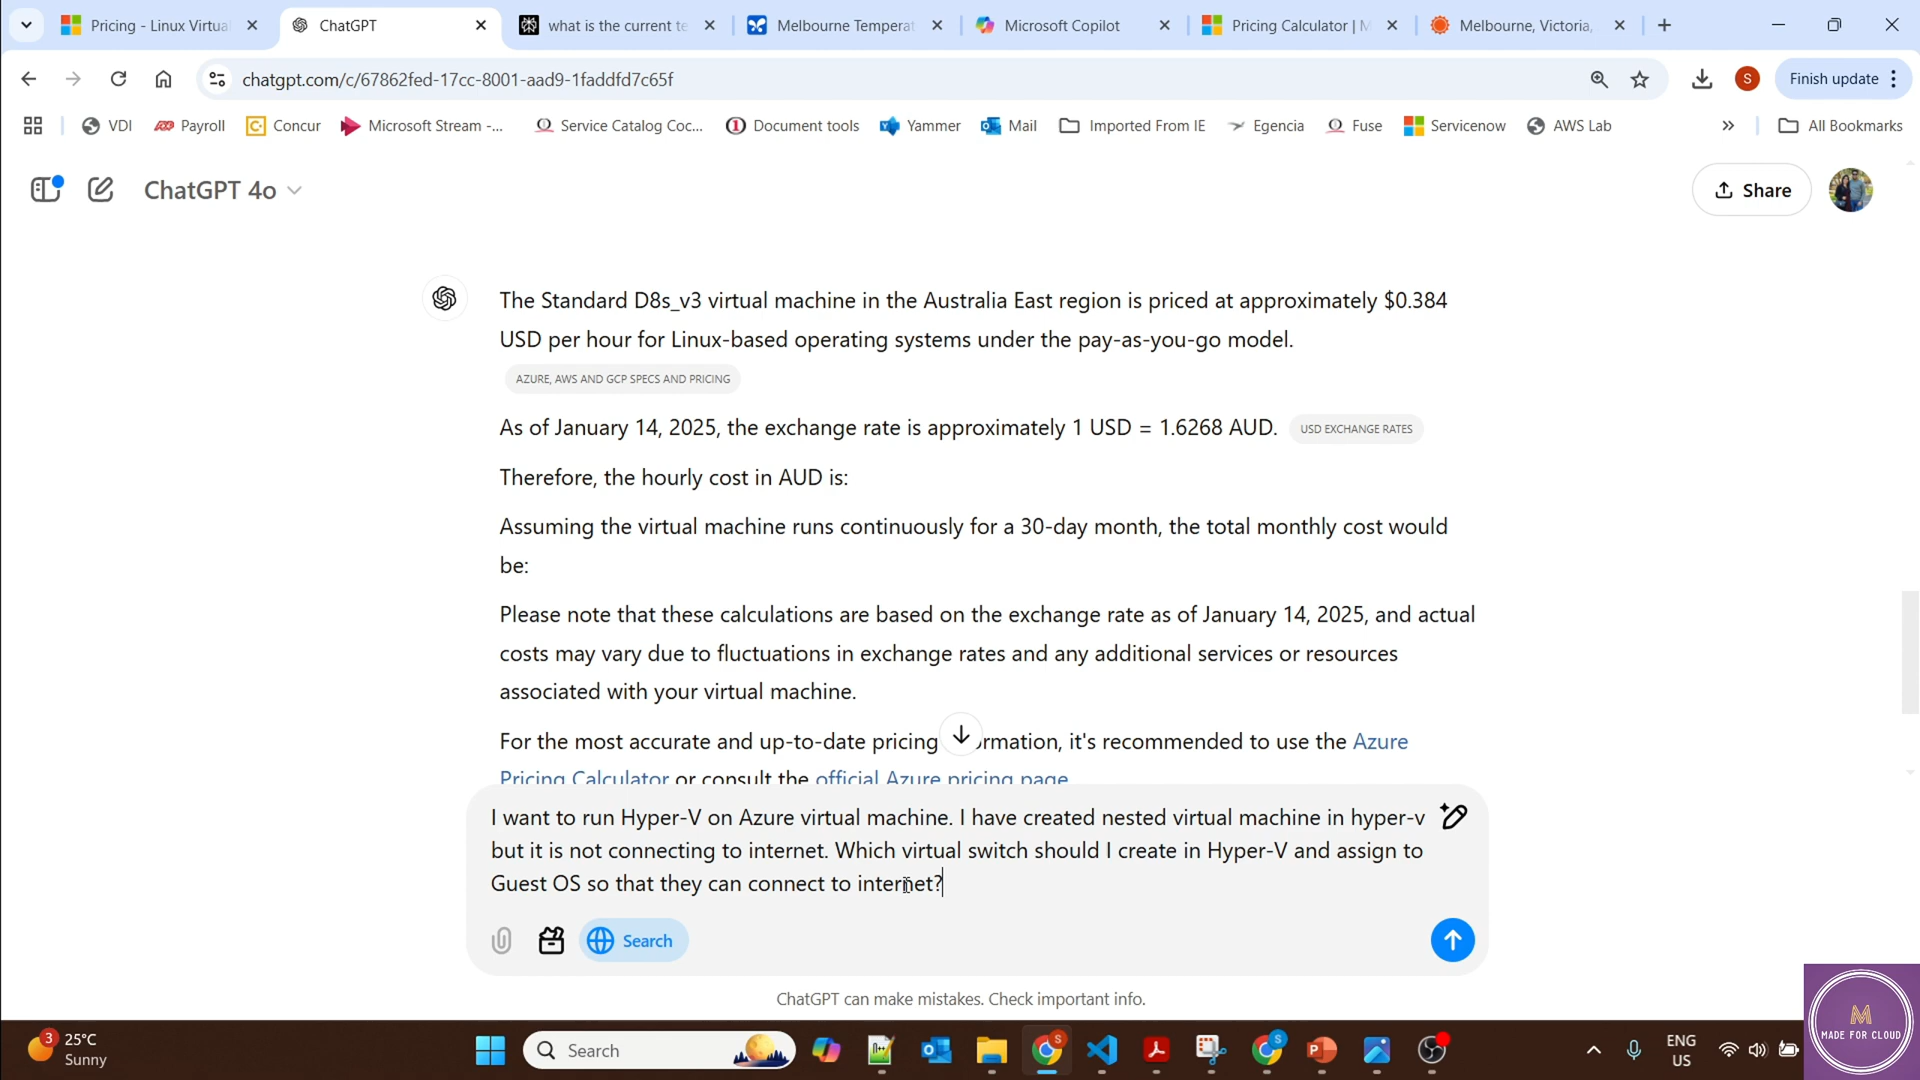 Pricing - Linux Virtual
ChatGPT
what is the current te
Melbourne Temperat
Microsoft Copilot
Pricing Calculator | M
Melbourne, Victoria,
chatgpt.com/c/67862fed-17cc-8001-aad9-1faddfd7c65f
S
Finish update
VDI
Payroll
Concur
Microsoft Stream -...
Service Catalog Coc...
Document tools
Yammer
Mail
Imported From IE
Egencia
Fuse
Servicenow
AWS Lab
All Bookmarks
ChatGPT 4o
Share
The Standard D8s_v3 virtual machine in the Australia East region is priced at approximately $0.384
USD per hour for Linux-based operating systems under the pay-as-you-go model.
AZURE, AWS AND GCP SPECS AND PRICING
As of January 14, 2025, the exchange rate is approximately 1 USD = 1.6268 AUD. USD EXCHANGE RATES
Therefore, the hourly cost in AUD is:
Assuming the virtual machine runs continuously for a 30-day month, the total monthly cost would
be:
Please note that these calculations are based on the exchange rate as of January 14, 2025, and actual
costs may vary due to fluctuations in exchange rates and any additional services or resources
associated with your virtual machine.
For the most accurate and up-to-date pricing rmation, it's recommended to use the Azure
Pricing Calculator or consult the official Azure pricing page
I want to run Hyper-V on Azure virtual machine. I have created nested virtual machine in hyper-v
but it is not connecting to internet. Which virtual switch should I create in Hyper-V and assign to
Guest OS so that they can connect to internet?
Search
ChatGPT can make mistakes. Check important info.
3
25°C
Sunny
Search
ENG
US
M
MADE FOR CLOUD